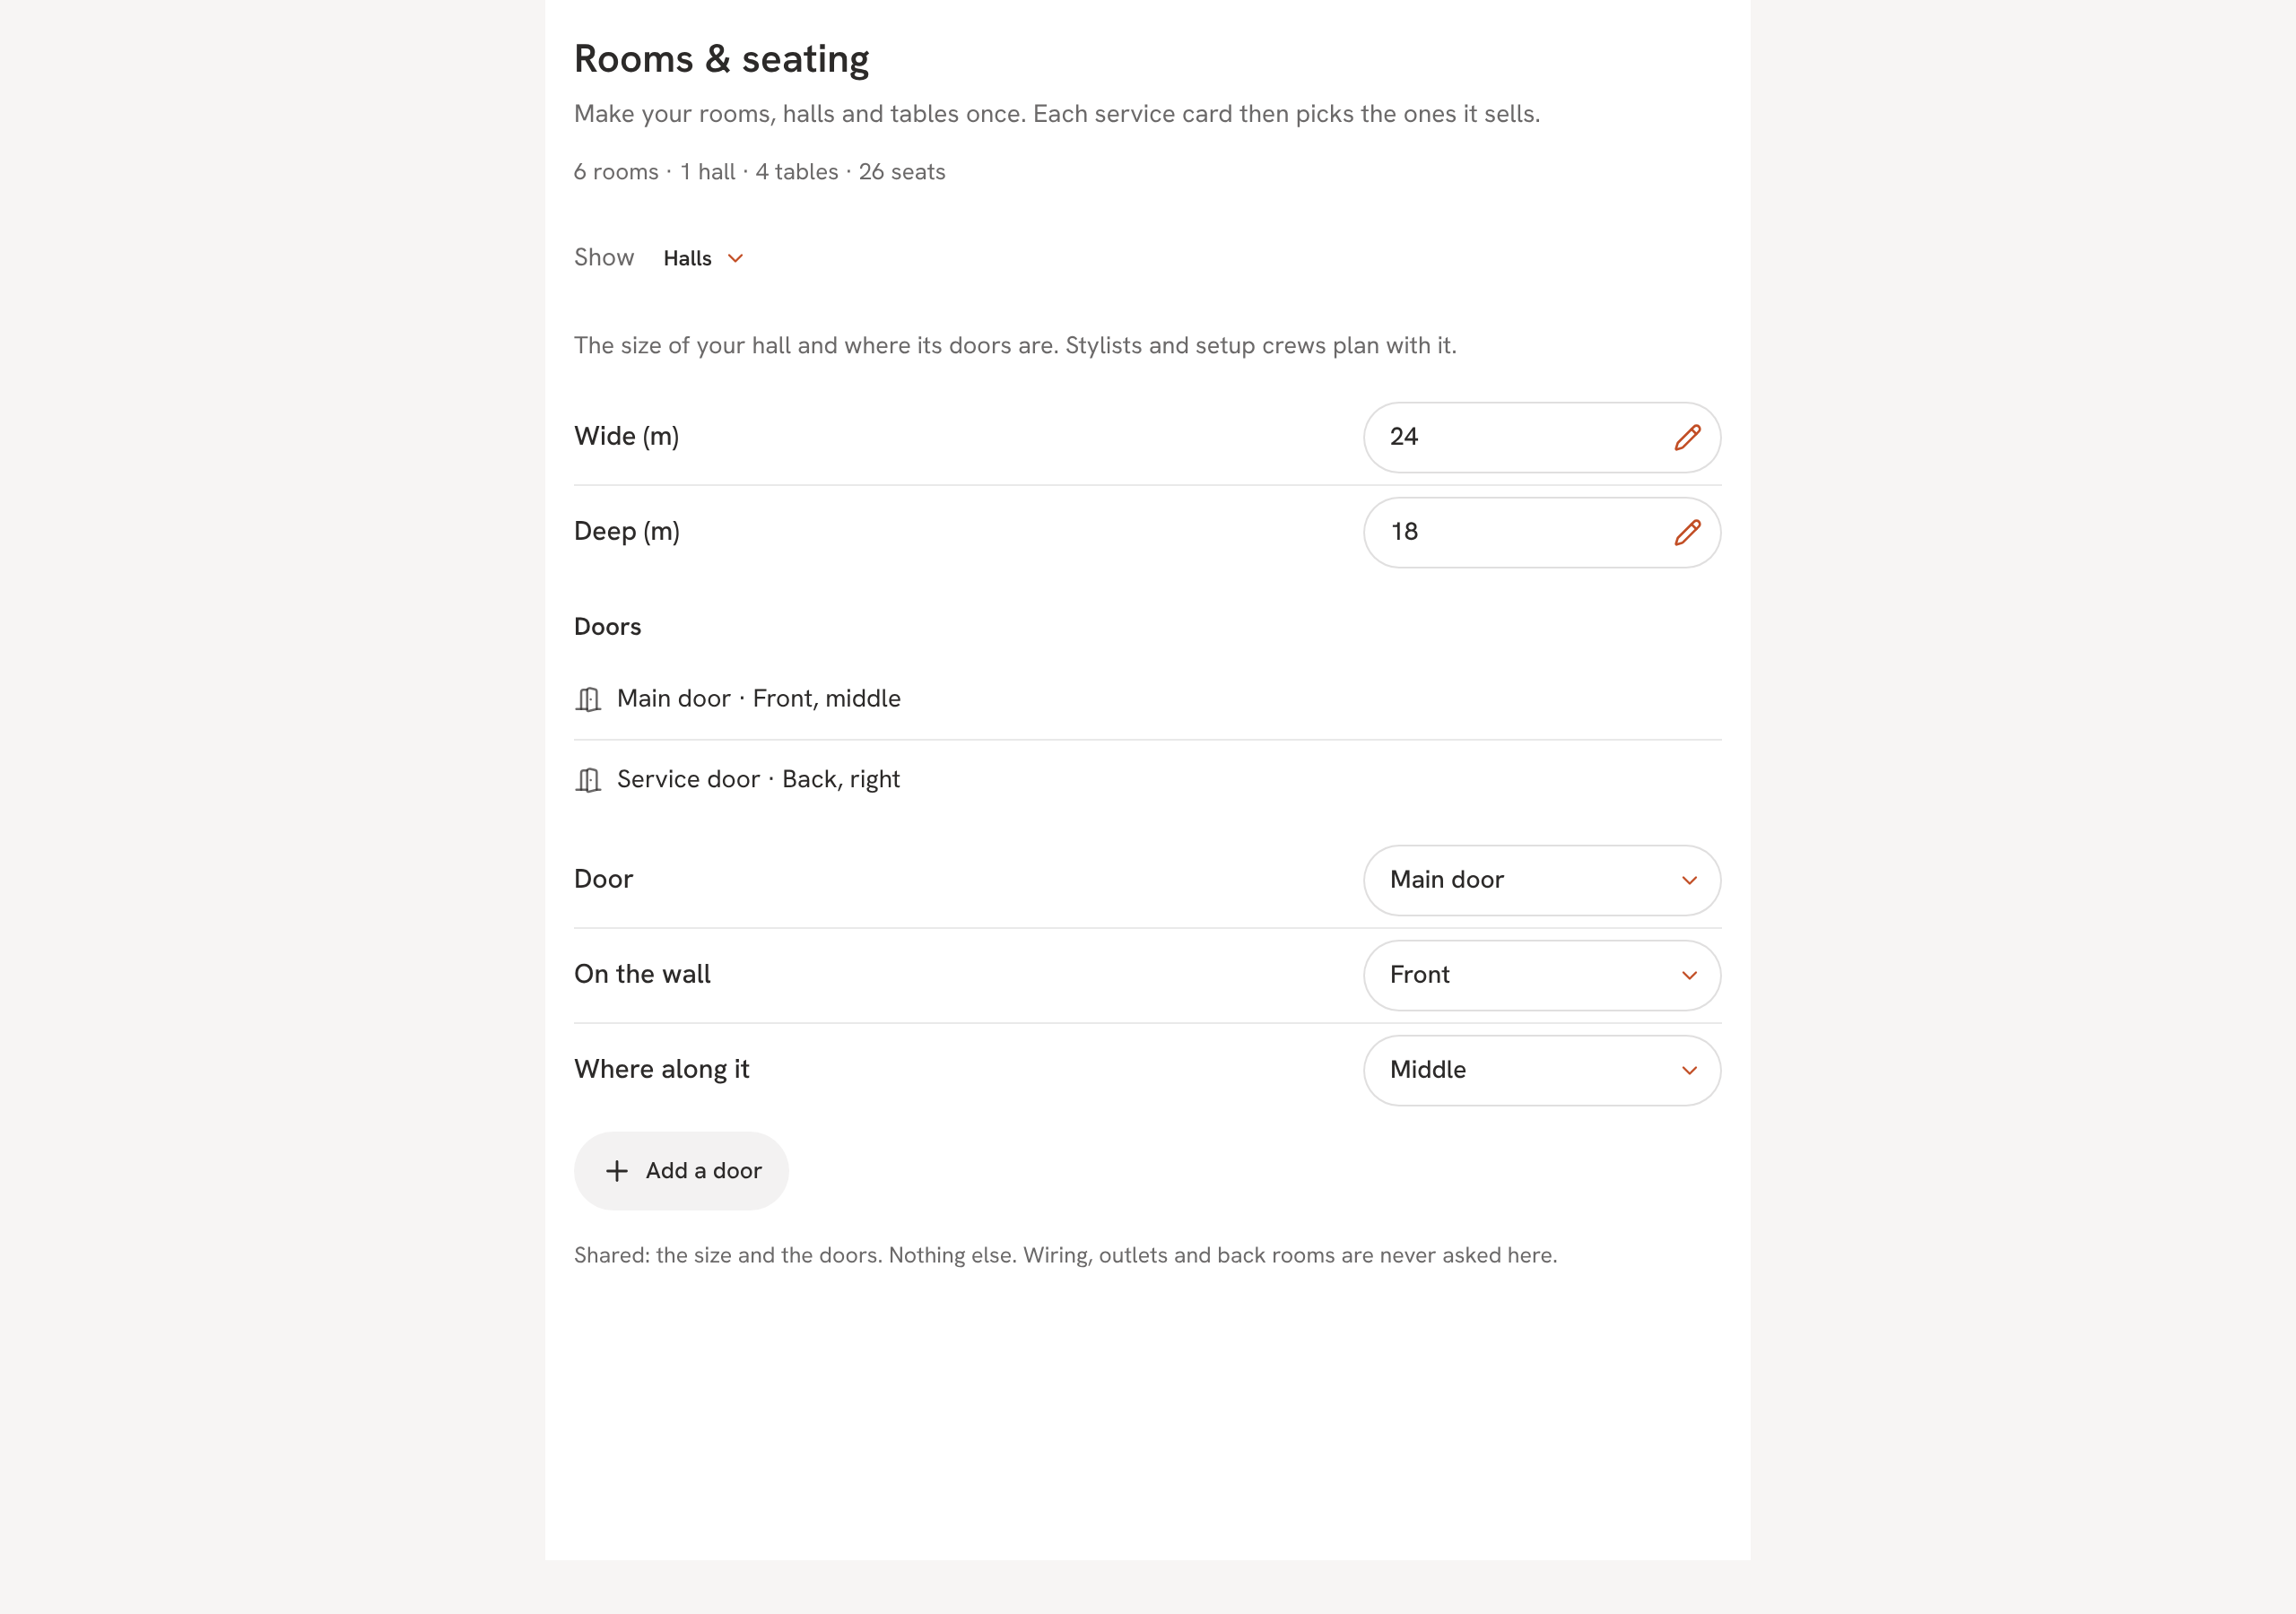 Rooms & seating
Make your rooms, halls and tables once. Each service card then picks the ones it sells.
6 rooms · 1 hall · 4 tables · 26 seats
Show Halls
The size of your hall and where its doors are. Stylists and setup crews plan with it.
Wide (m) 24
Deep (m) 18
Doors
Main door · Front, middle
Service door · Back, right
Door Main door
On the wall Front
Where along it Middle
Add a door
Shared: the size and the doors. Nothing else. Wiring, outlets and back rooms are never asked here.